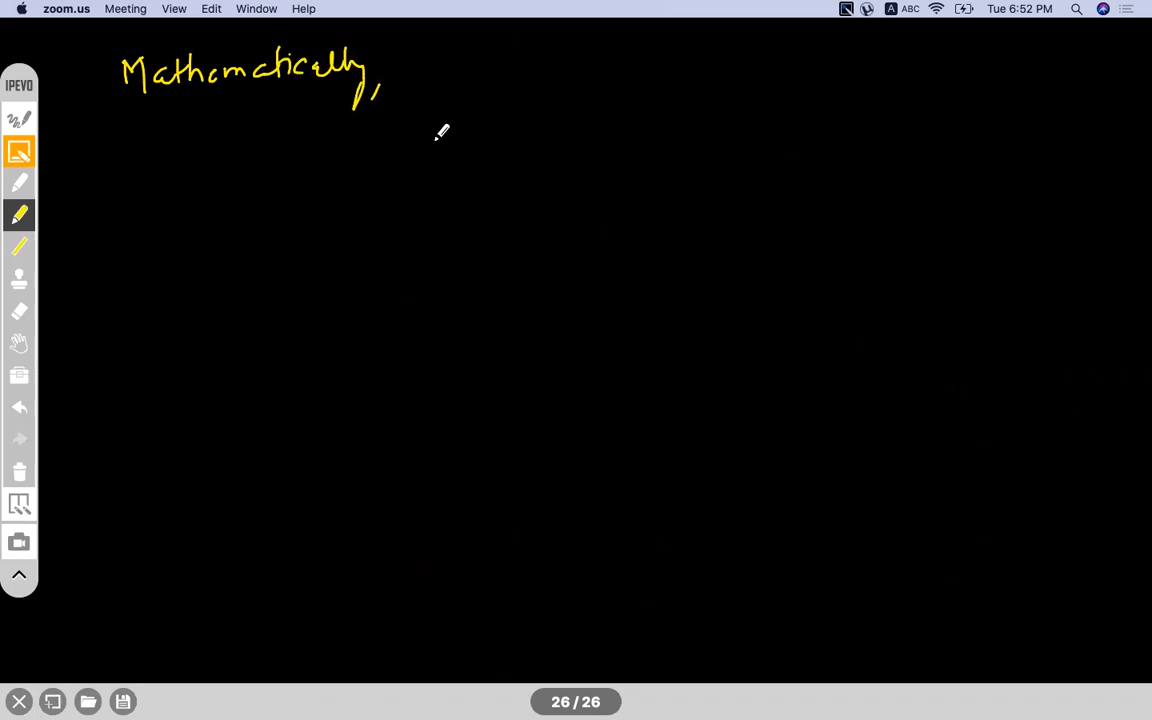 zoom.us Meeting View Edit Window Help A ABC Tue 6:52 PM
Mathematically,
IPEVO
26 / 26